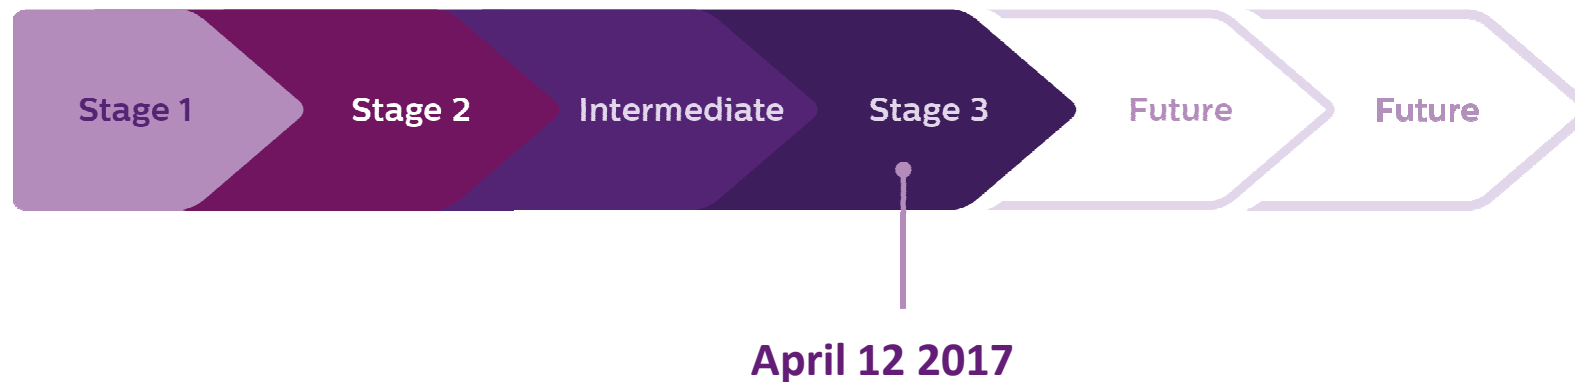 Stage 1 Stage 2 Intermediate Stage 3 Future Future
April 12 2017